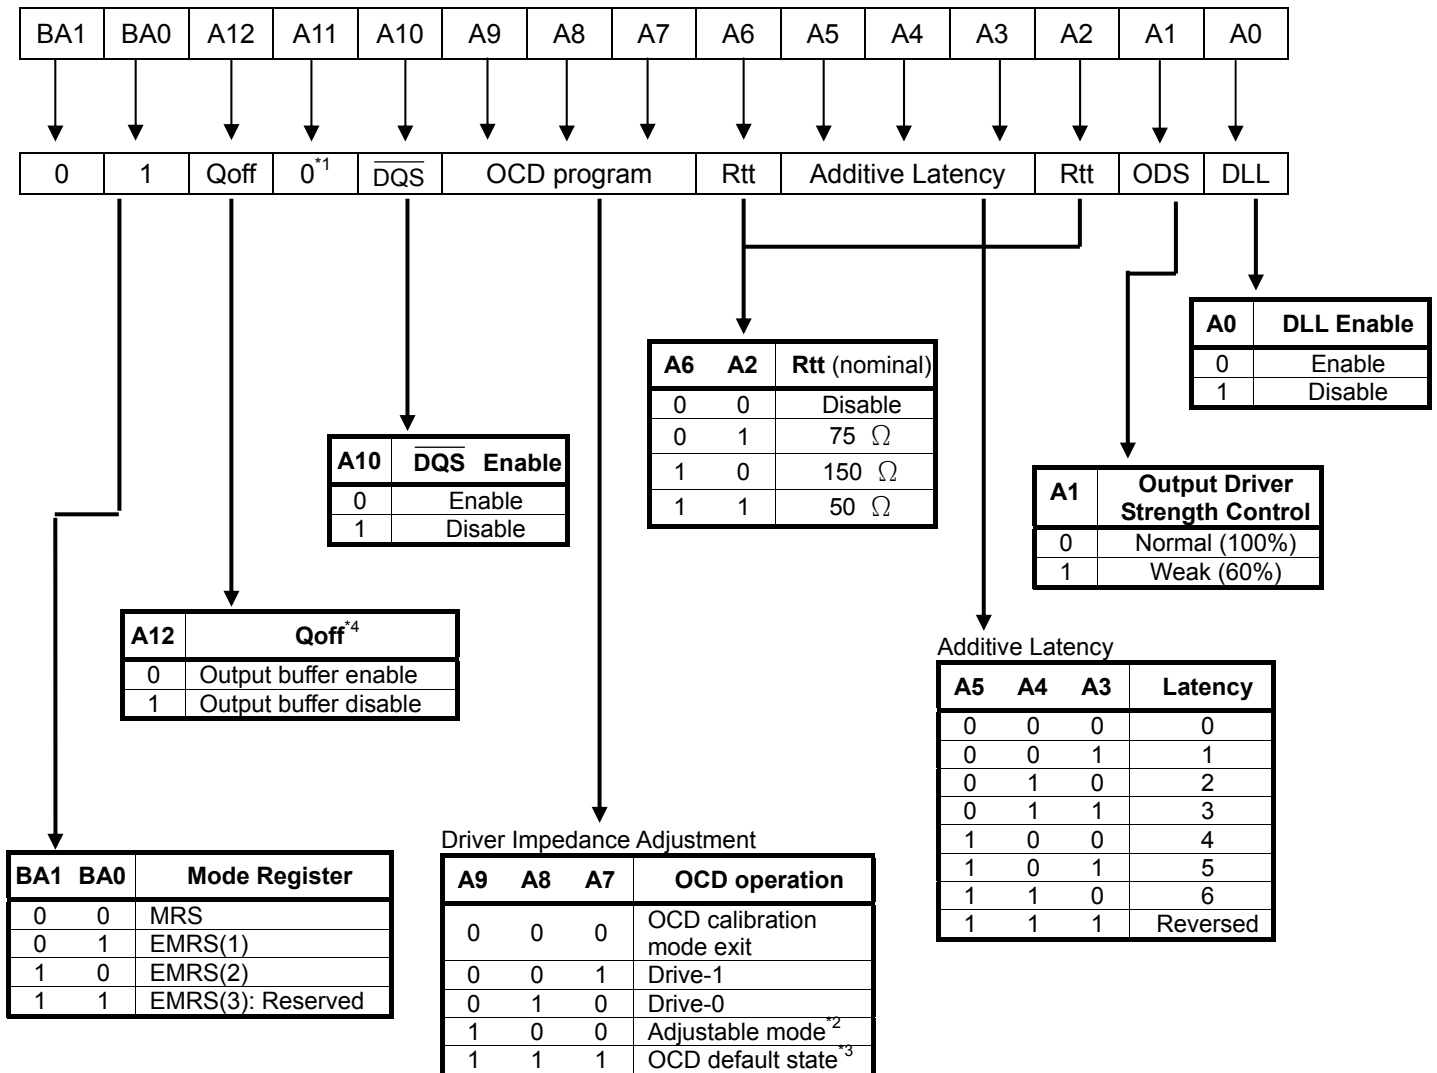 BA1 BA0 A12 A11 A10 A9 A8 A7 A6 A5 A4 A3 A2 A1 A0
0 1 Qoff 0*1 DQS OCD program Rtt Additive Latency Rtt ODS DLL
A0 DLL Enable
0 Enable
1 Disable
A6 A2 Rtt (nominal)
0 0 Disable
0 1 75 Ω
1 0 150 Ω
1 1 50 Ω
A10 DQS Enable
0 Enable
1 Disable
A1 Output Driver
Strength Control
0 Normal (100%)
1 Weak (60%)
A12 Qoff*4
0 Output buffer enable
1 Output buffer disable
Additive Latency
A5 A4 A3 Latency
0 0 0 0
0 0 1 1
0 1 0 2
0 1 1 3
1 0 0 4
1 0 1 5
1 1 0 6
1 1 1 Reversed
BA1 BA0 Mode Register
0 0 MRS
0 1 EMRS(1)
1 0 EMRS(2)
1 1 EMRS(3): Reserved
Driver Impedance Adjustment
A9 A8 A7 OCD operation
0 0 0 OCD calibration
mode exit
0 0 1 Drive-1
0 1 0 Drive-0
1 0 0 Adjustable mode*2
1 1 1 OCD default state*3